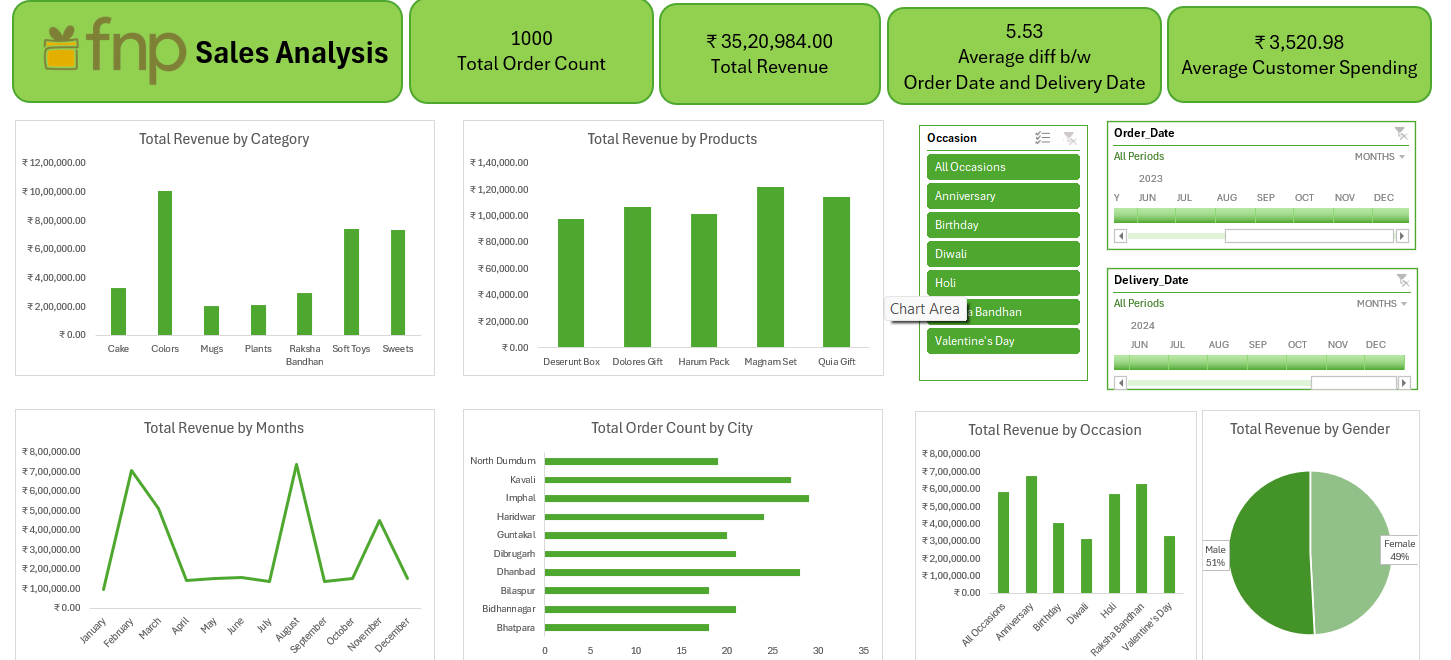 fnp Sales Analysis
1000
Total Order Count
₹ 35,20,984.00
Total Revenue
5.53
Average diff b/w
Order Date and Delivery Date
₹ 3,520.98
Average Customer Spending
Total Revenue by Category
₹ 12,00,000.00
₹ 10,00,000.00
₹ 8,00,000.00
₹ 6,00,000.00
₹ 4,00,000.00
₹ 2,00,000.00
₹ 0.00
Cake Colors Mugs Plants Raksha Bandhan Soft Toys Sweets
Total Revenue by Products
₹ 1,40,000.00
₹ 1,20,000.00
₹ 1,00,000.00
₹ 80,000.00
₹ 60,000.00
₹ 40,000.00
₹ 20,000.00
₹ 0.00
Deserunt Box Dolores Gift Harum Pack Magnam Set Quia Gift
Occasion
All Occasions
Anniversary
Birthday
Diwali
Holi
a Bandhan
Valentine's Day
Chart Area
Order_Date
All Periods MONTHS
2023
Y JUN JUL AUG SEP OCT NOV DEC
Delivery_Date
All Periods MONTHS
2024
JUN JUL AUG SEP OCT NOV DEC
Total Revenue by Months
₹ 8,00,000.00
₹ 7,00,000.00
₹ 6,00,000.00
₹ 5,00,000.00
₹ 4,00,000.00
₹ 3,00,000.00
₹ 2,00,000.00
₹ 1,00,000.00
₹ 0.00
January February March April May June July August September October November December
Total Order Count by City
North Dumdum
Kavali
Imphal
Haridwar
Guntakal
Dibrugarh
Dhanbad
Bilaspur
Bidhannagar
Bhatpara
0 5 10 15 20 25 30 35
Total Revenue by Occasion
₹ 8,00,000.00
₹ 7,00,000.00
₹ 6,00,000.00
₹ 5,00,000.00
₹ 4,00,000.00
₹ 3,00,000.00
₹ 2,00,000.00
₹ 1,00,000.00
₹ 0.00
All Occasions Anniversary Birthday Diwali Holi Raksha Bandhan Valentine's Day
Total Revenue by Gender
Male
51%
Female
49%